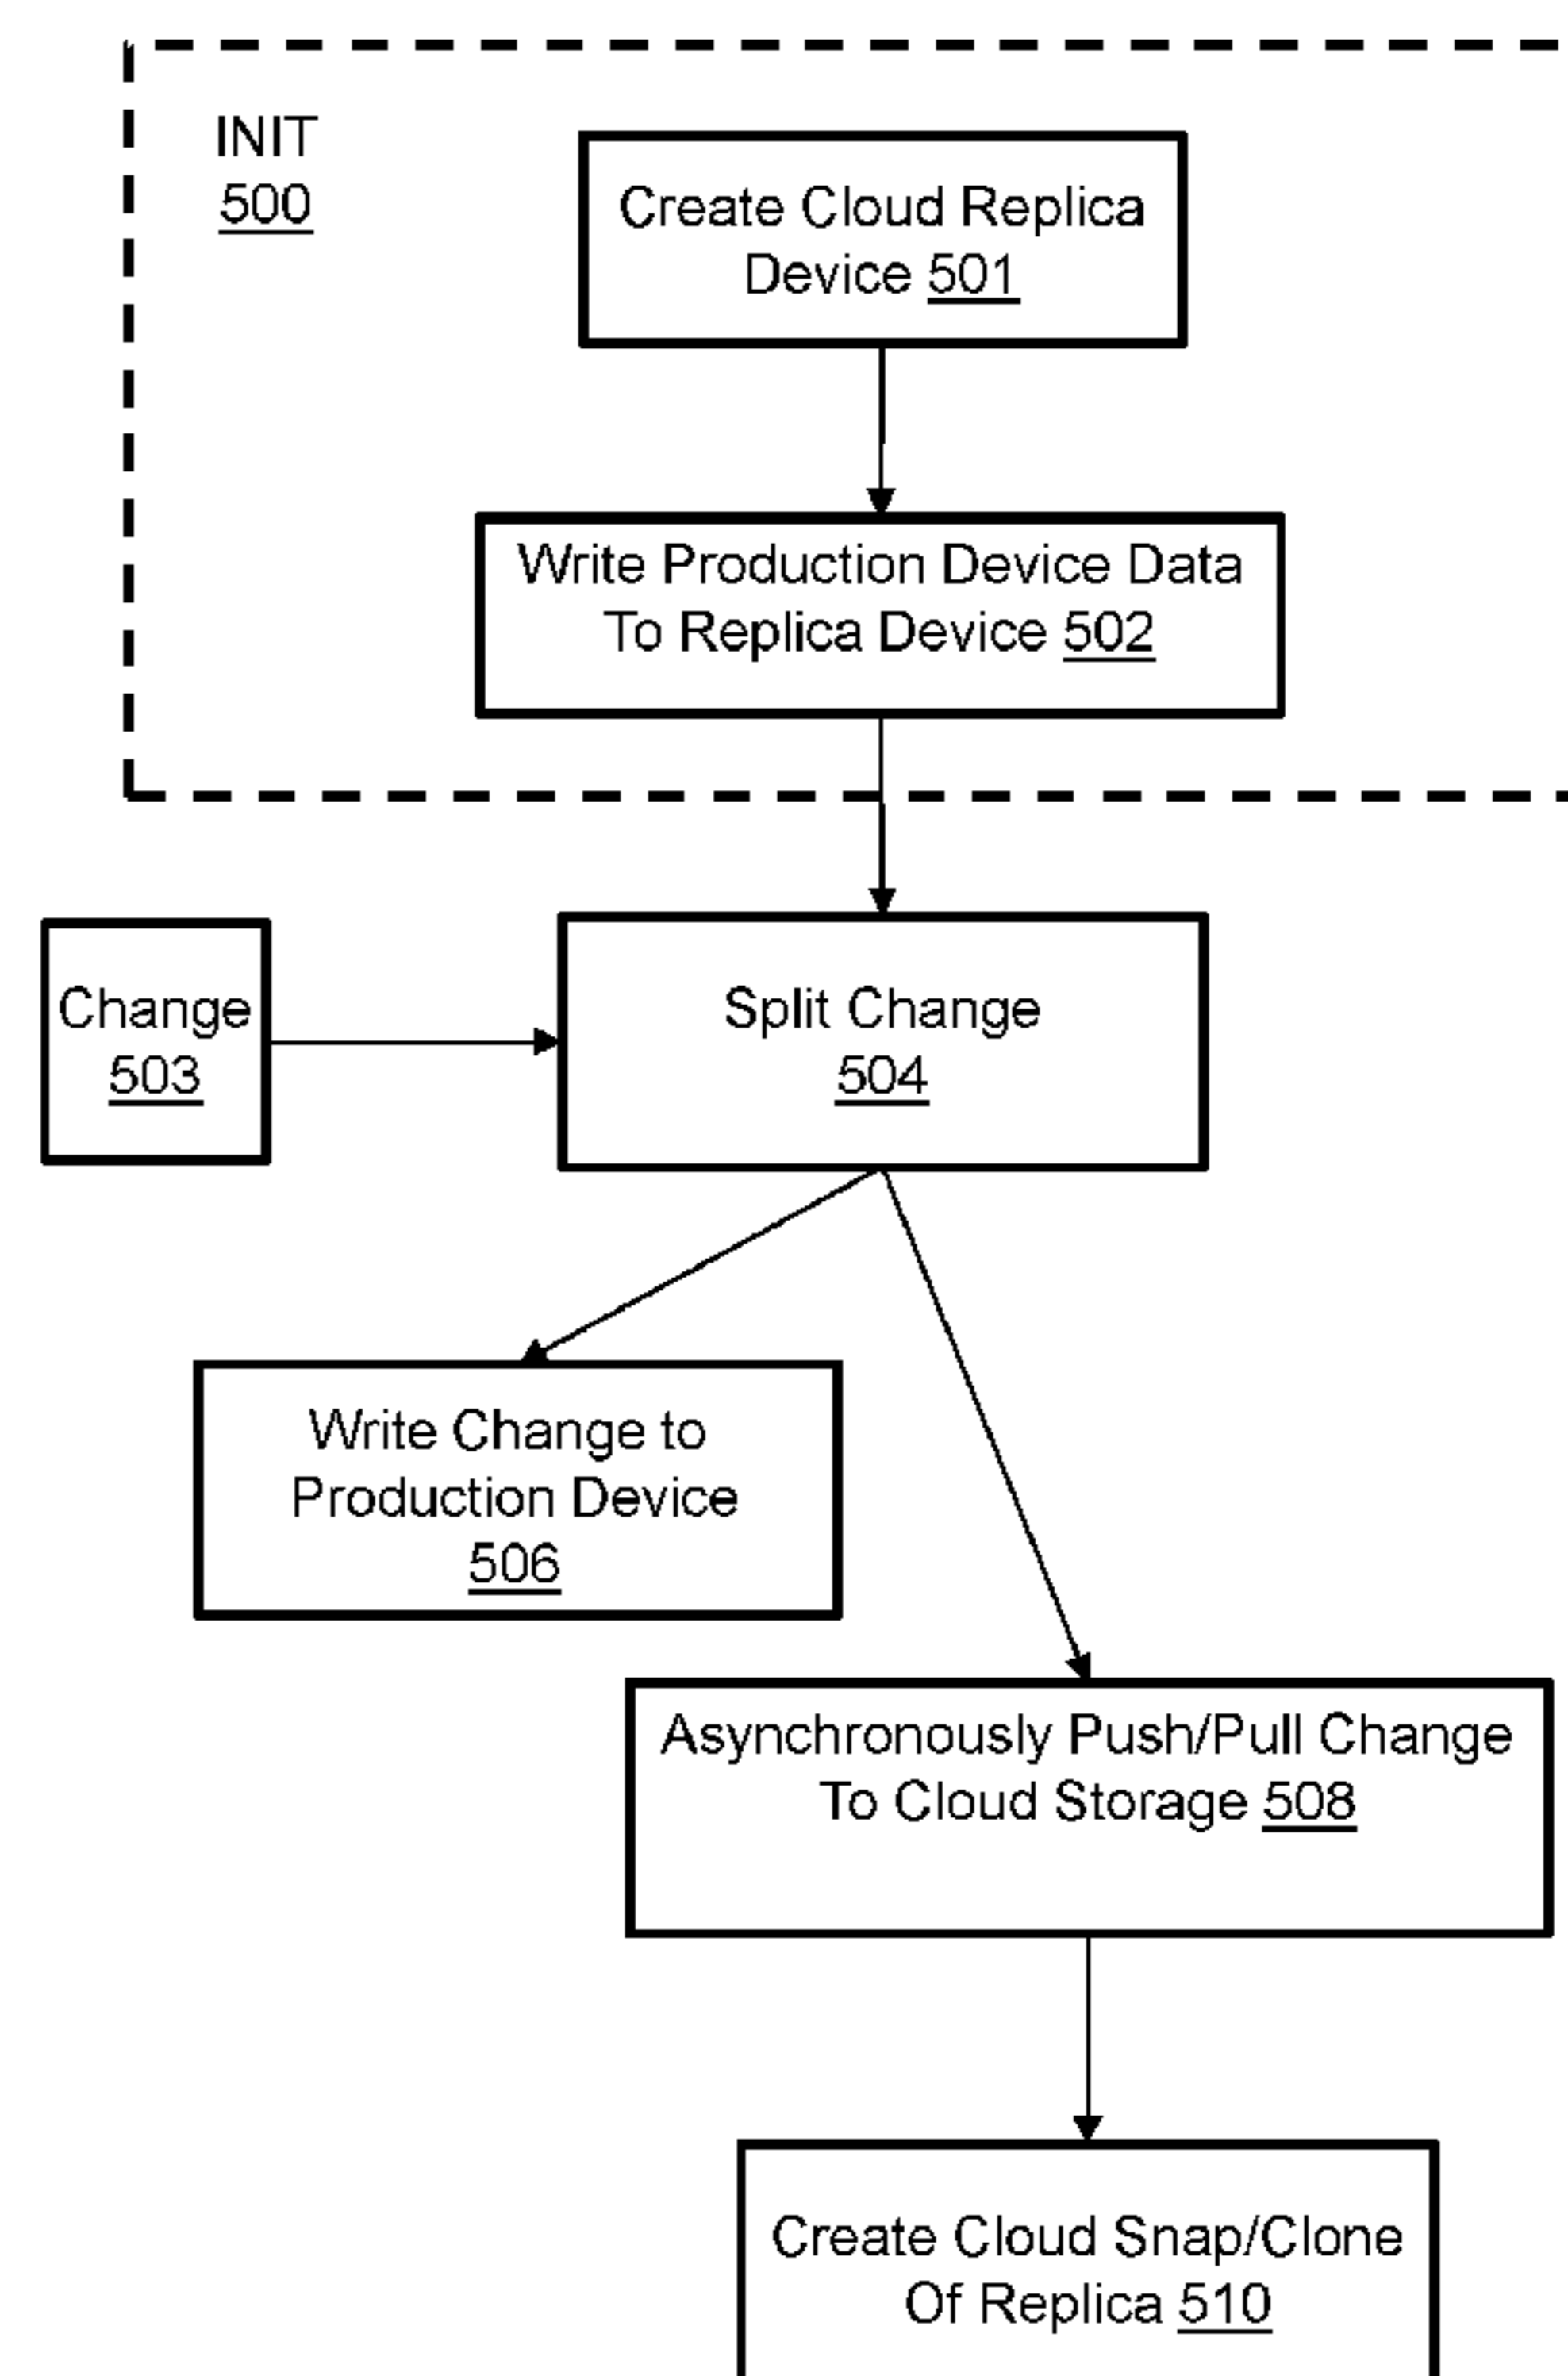 INIT
500
Create Cloud Replica
Device 501
Write Production Device Data
To Replica Device 502
Change
503
Split Change
504
Write Change to
Production Device
506
Asynchronously Push/Pull Change
To Cloud Storage 508
Create Cloud Snap/Clone
Of Replica 510